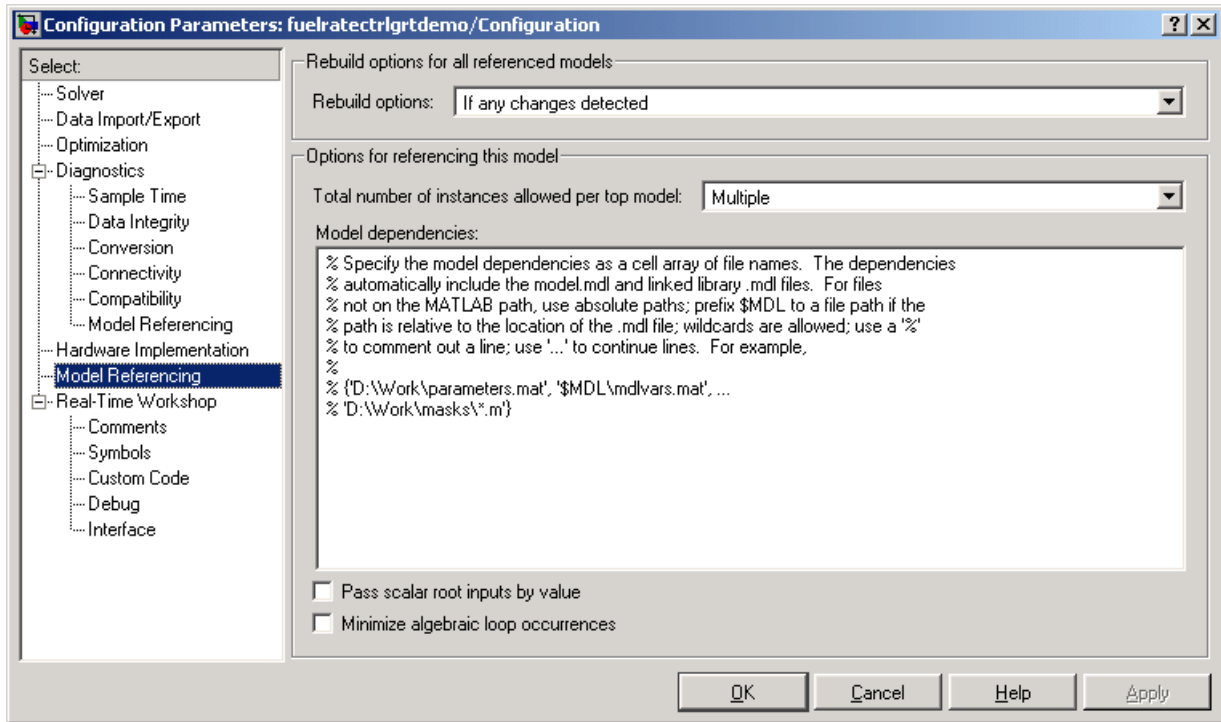 Configuration Parameters: fuelratectrlgrtdemo/Configuration
Select:
Solver
Data Import/Export
Optimization
Diagnostics
Sample Time
Data Integrity
Conversion
Connectivity
Compatibility
Model Referencing
Hardware Implementation
Model Referencing
Real-Time Workshop
Comments
Symbols
Custom Code
Debug
Interface
Rebuild options for all referenced models
Rebuild options: If any changes detected
Options for referencing this model
Total number of instances allowed per top model: Multiple
Model dependencies:
% Specify the model dependencies as a cell array of file names. The dependencies
% automatically include the model.mdl and linked library .mdl files. For files
% not on the MATLAB path, use absolute paths; prefix $MDL to a file path if the
% path is relative to the location of the .mdl file; wildcards are allowed; use a '%'
% to comment out a line; use '...' to continue lines. For example,
%
% {'D:\Work\parameters.mat', '$MDL\mdlvars.mat', ...
% 'D:\Work\masks\*.m'}
Pass scalar root inputs by value
Minimize algebraic loop occurrences
OK Cancel Help Apply